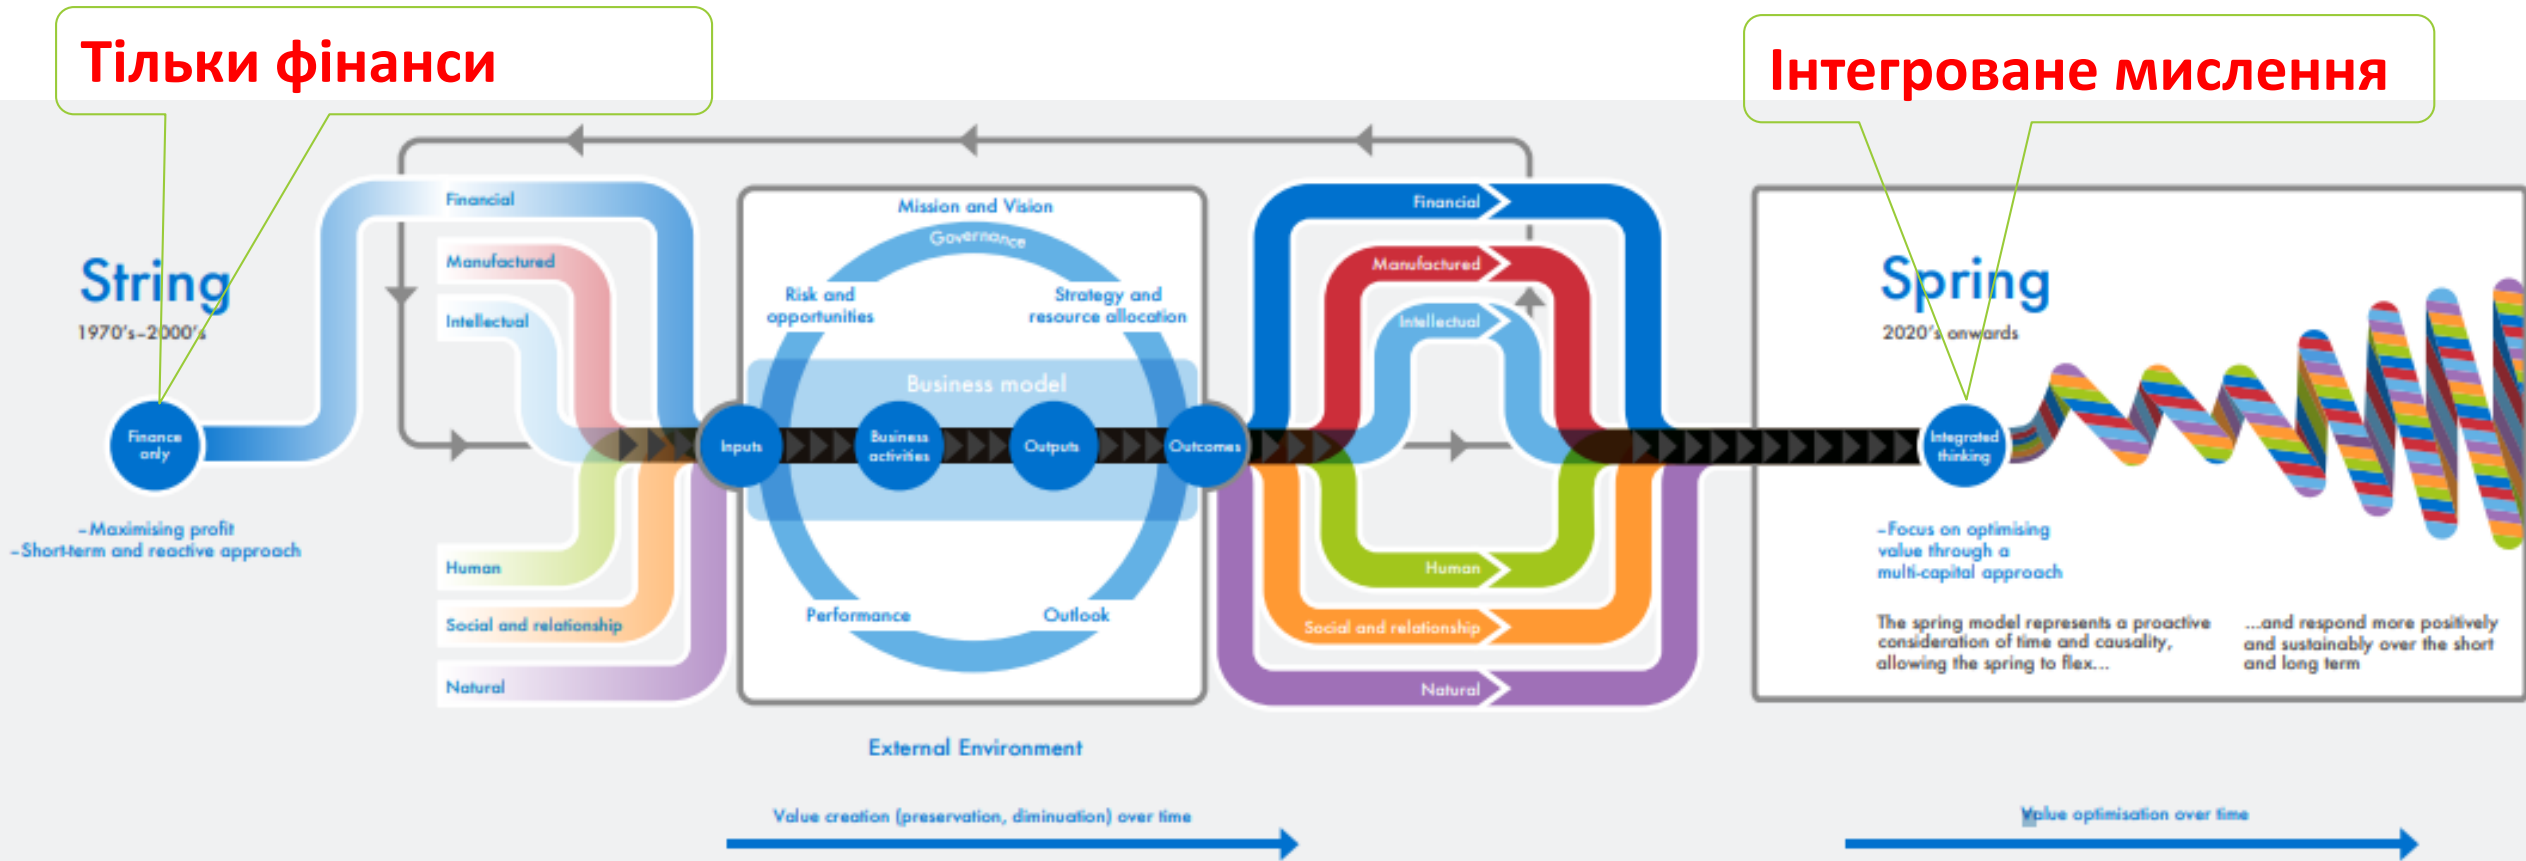 Тільки фінанси
Інтегроване мислення
String
1970's–2000's
Finance
only
–Maximising profit
–Short-term and reactive approach
Financial
Manufactured
Intellectual
Human
Social and relationship
Natural
Mission and Vision
Governance
Risk and
opportunities
Strategy and
resource allocation
Business model
Inputs
Business
activities
Outputs
Outcomes
Performance
Outlook
External Environment
Value creation (preservation, diminuation) over time
Financial
Manufactured
Intellectual
Human
Social and relationship
Natural
Spring
2020's onwards
Integrated
thinking
–Focus on optimising
value through a
multi-capital approach
The spring model represents a proactive
consideration of time and causality,
allowing the spring to flex...
...and respond more positively
and sustainably over the short
and long term
Value optimisation over time